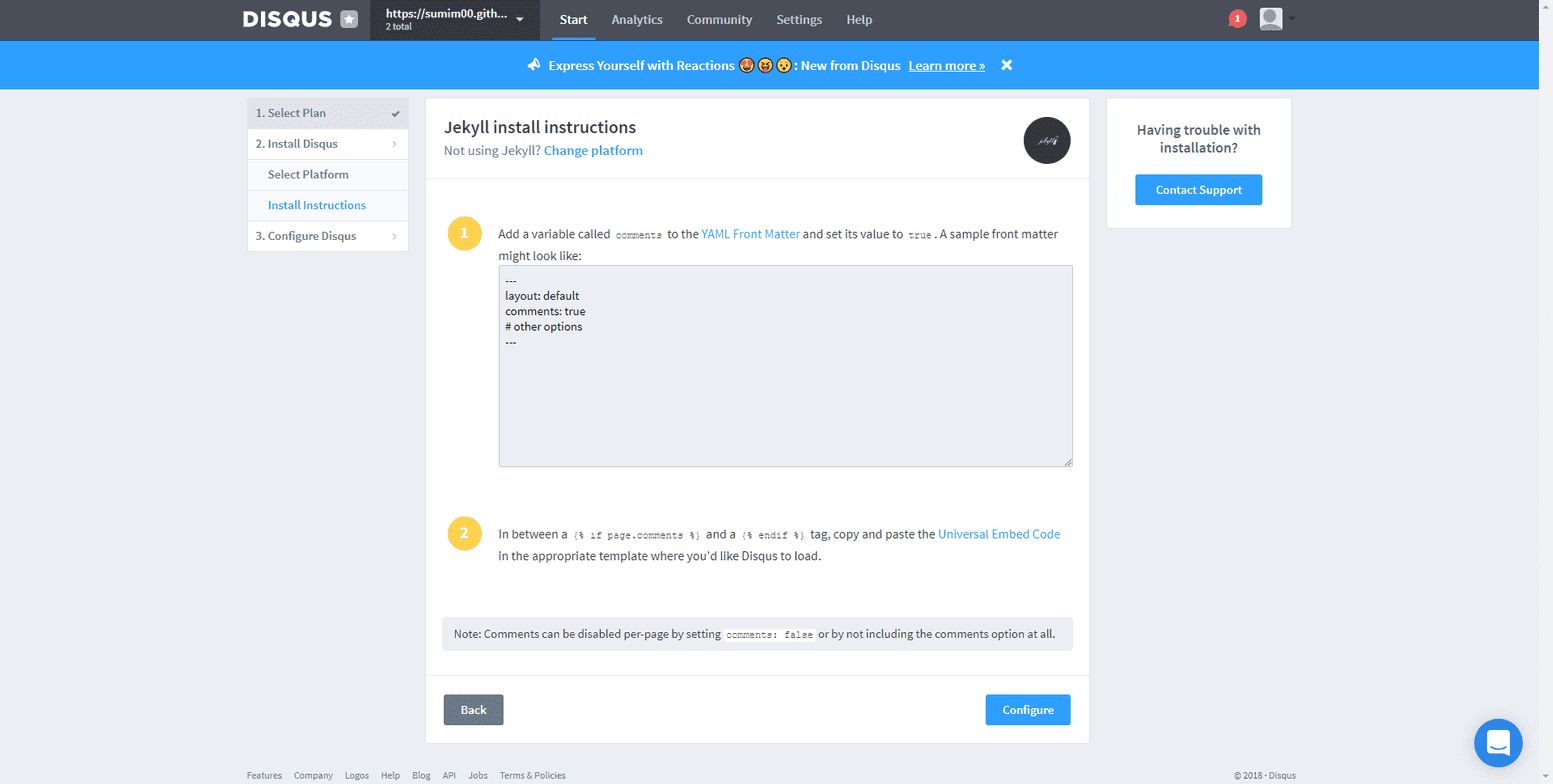 DISQUS
https://sumim00.gith...
2 total
Start
Analytics
Community
Settings
Help
1
Express Yourself with Reactions 🤩😝😮: New from Disqus Learn more »
1. Select Plan
2. Install Disqus
Select Platform
Install Instructions
3. Configure Disqus
Jekyll install instructions
Not using Jekyll? Change platform
jekyll
Having trouble with
installation?
Contact Support
1
Add a variable called comments to the YAML Front Matter and set its value to true. A sample front matter
might look like:
---
layout: default
comments: true
# other options
---
2
In between a {% if page.comments %} and a {% endif %} tag, copy and paste the Universal Embed Code
in the appropriate template where you'd like Disqus to load.
Note: Comments can be disabled per-page by setting comments: false or by not including the comments option at all.
Back
Configure
Features Company Logos Help Blog API Jobs Terms & Policies
© 2018 · Disqus